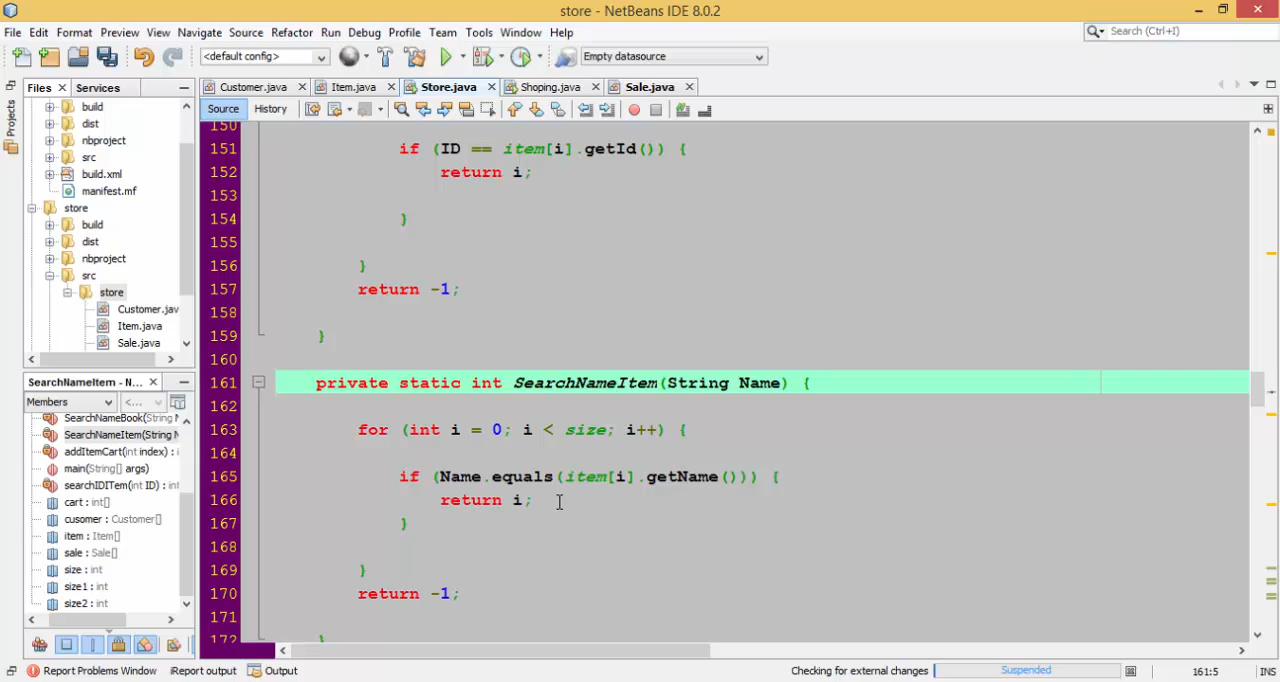 store - NetBeans IDE 8.0.2
File Edit Format Preview View Navigate Source Refactor Run Debug Profile Team Tools Window Help
Search (Ctrl+I)
<default config> Empty datasource
Files Services
Customer.java Item.java Store.java Shoping.java Sale.java
Source History
Projects
build
dist
nbproject
src
build.xml
manifest.mf
store
build
dist
nbproject
src
store
Customer.jav
Item.java
Sale.java
150
151 if (ID == item[i].getId()) {
152 return i;
153
154 }
155
156 }
157 return -1;
158
159 }
160
161 private static int SearchNameItem(String Name) {
162
163 for (int i = 0; i < size; i++) {
164
165 if (Name.equals(item[i].getName())) {
166 return i;
167 }
168
169 }
170 return -1;
171
172 }
SearchNameItem - N...
Members <...
SearchNameBook(String N
SearchNameItem(String N
addItemCart(int index) : i
main(String[] args)
searchIDITem(int ID) : int
cart : int[]
cusomer : Customer[]
item : Item[]
sale : Sale[]
size : int
size1 : int
size2 : int
Report Problems Window iReport output Output
Checking for external changes Suspended 161:5 INS